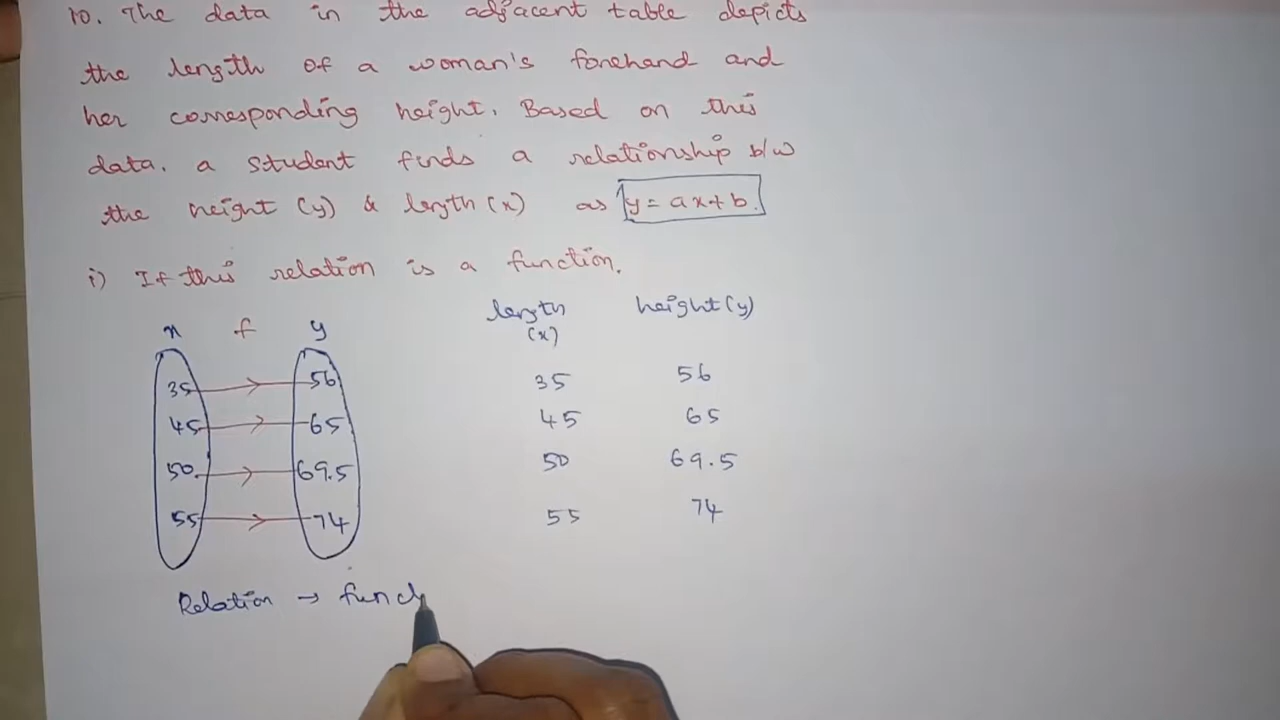 10. The data in the adjacent table depicts
the length of a woman's forehand and
her corresponding height. Based on this
data. a student finds a relationship b/w
the height (y) & length (x) as y = ax + b.
i) If this relation is a function.
x f y
35 56
45 65
50. 69.5
55 74
length height (y)
(x)
35 56
45 65
50 69.5
55 74
Relation → func